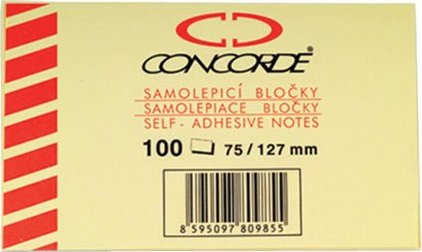 CONCORDE®
SAMOLEPICÍ BLOČKY
SAMOLEPIACE BLOČKY
SELF - ADHESIVE NOTES
100 75 / 127 mm
8 595097 809855